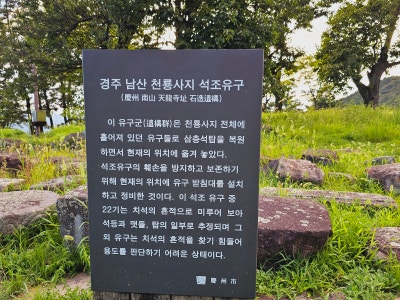 경주 남산 천룡사지 석조유구
(慶州 南山 天龍寺址 石造遺構)
이 유구군(遺構群)은 천룡사지 전체에
흩어져 있던 유구들로 삼층석탑을 복원
하면서 현재의 위치에 옮겨 놓았다.
석조유구의 훼손을 방지하고 보존하기
위해 현재의 위치에 유구 받침대를 설치
하고 정비한 것이다. 이 석조유구 중
22기는 치석의 흔적으로 미루어 보아
석등과 맷돌, 탑의 일부로 추정되며 그
외 유구는 치석의 흔적을 찾기 힘들어
용도를 판단하기 어려운 상태이다.
慶州市